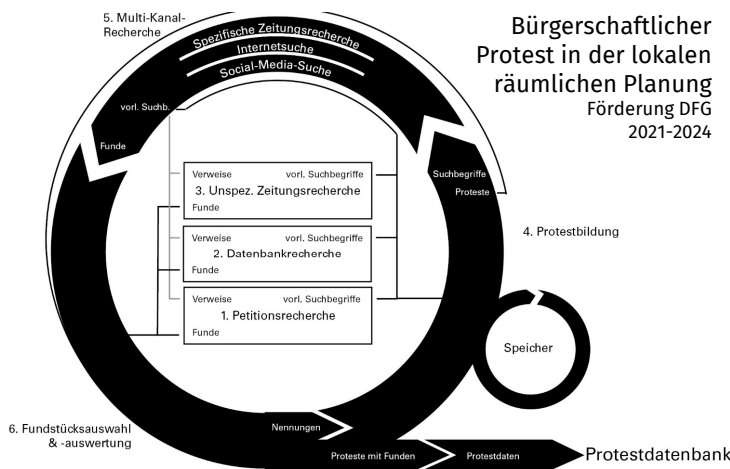 Bürgerschaftlicher
Protest in der lokalen
räumlichen Planung
Förderung DFG
2021-2024
5. Multi-Kanal-
Recherche
Spezifische Zeitungsrecherche
Internetsuche
Social-Media-Suche
vorl. Suchb.
Funde
Suchbegriffe
Proteste
Verweise vorl. Suchbegriffe
3. Unspez. Zeitungsrecherche
Funde
Verweise vorl. Suchbegriffe
2. Datenbankrecherche
Funde
Verweise vorl. Suchbegriffe
1. Petitionsrecherche
Funde
4. Protestbildung
Speicher
6. Fundstücksauswahl
& -auswertung
Nennungen
Proteste mit Funden
Protestdaten
Protestdatenbank